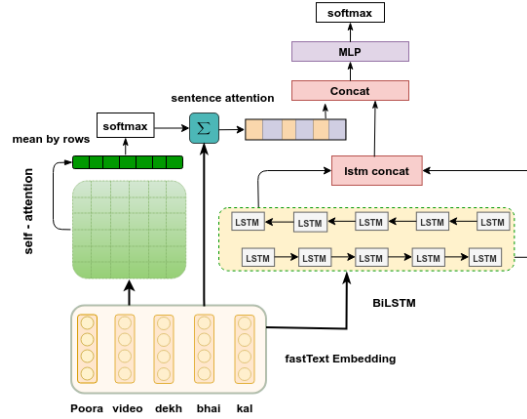 softmax
MLP
Concat
sentence attention
softmax
Σ
mean by rows
lstm concat
self - attention
LSTM LSTM LSTM LSTM LSTM
LSTM LSTM LSTM LSTM LSTM
BiLSTM
fastText Embedding
Poora video dekh bhai kal